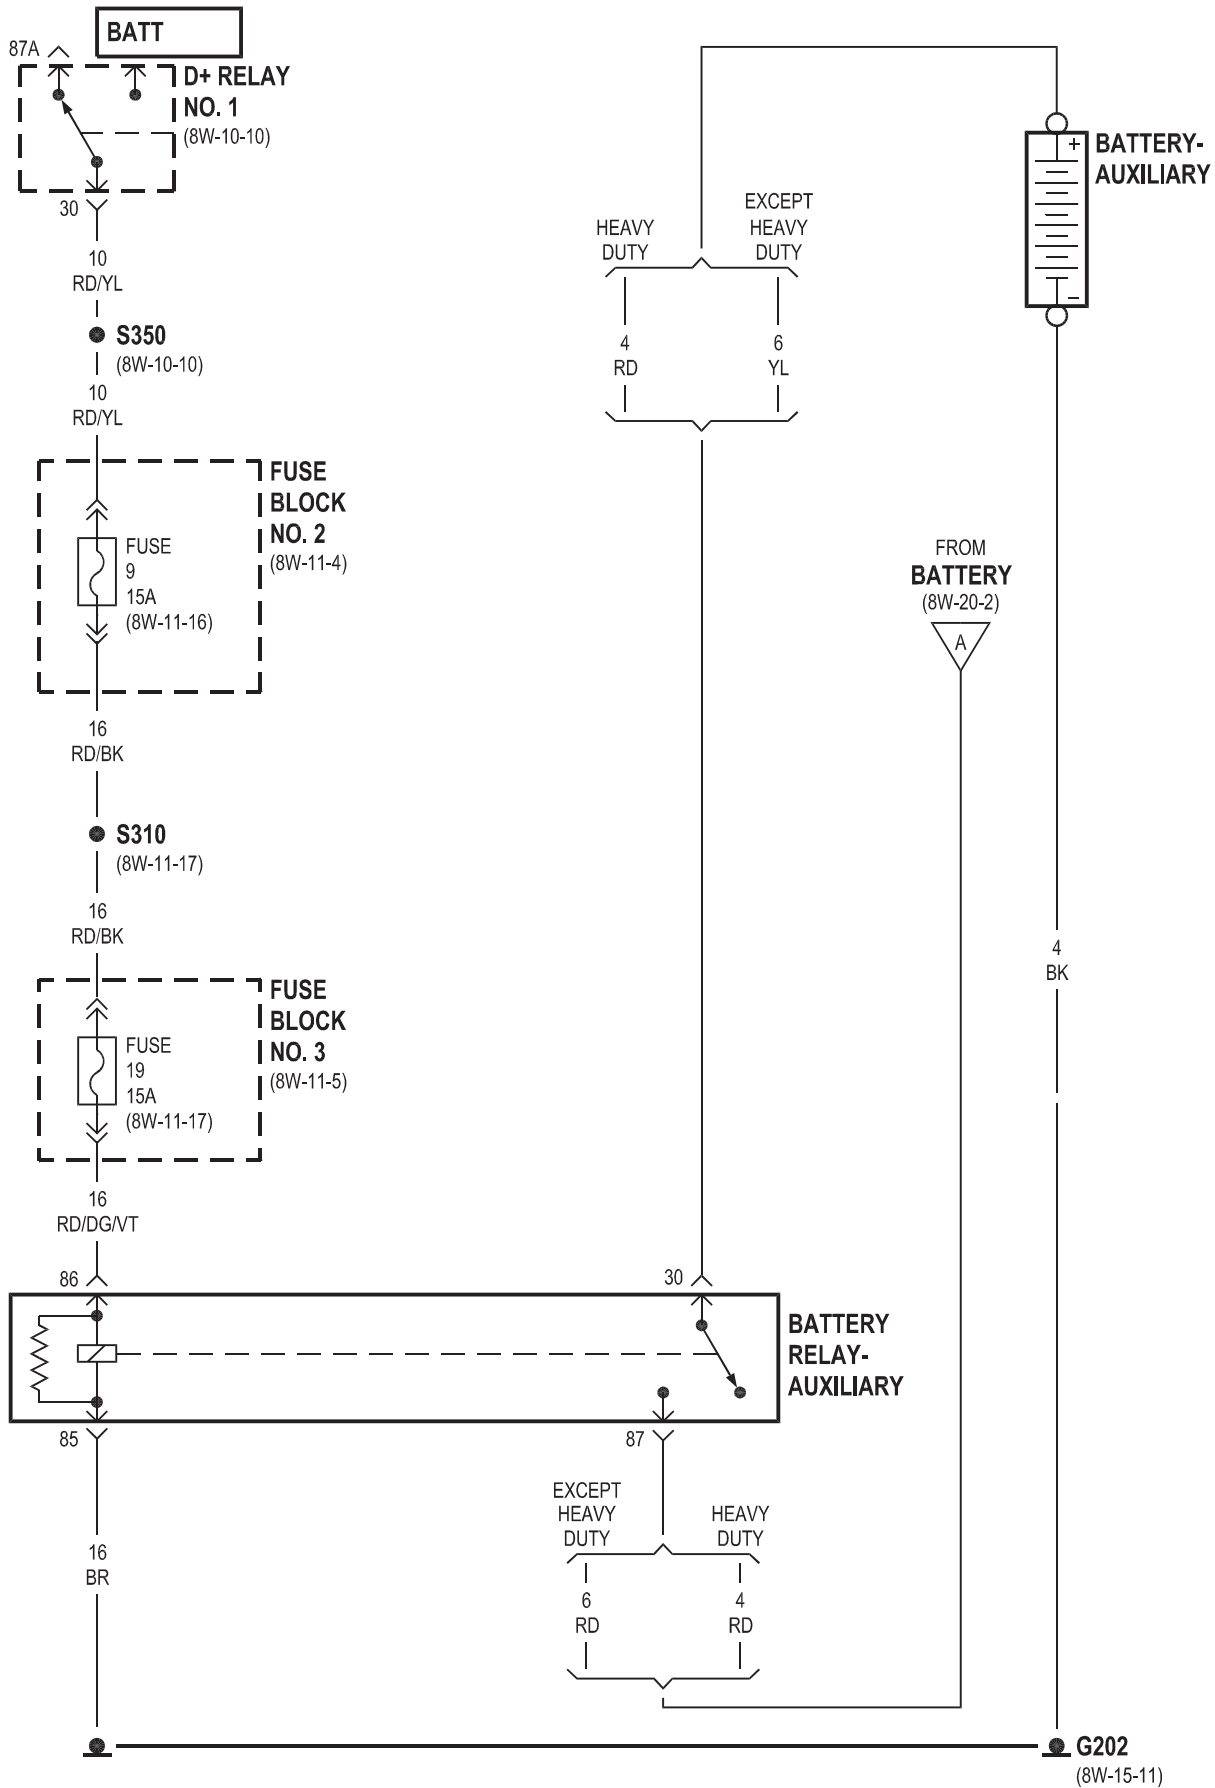 BATT
87A
D+ RELAY
NO. 1
(8W-10-10)
30
10
RD/YL
S350
(8W-10-10)
10
RD/YL
FUSE
BLOCK
NO. 2
(8W-11-4)
FUSE
9
15A
(8W-11-16)
16
RD/BK
S310
(8W-11-17)
16
RD/BK
FUSE
BLOCK
NO. 3
(8W-11-5)
FUSE
19
15A
(8W-11-17)
16
RD/DG/VT
86
30
BATTERY
RELAY-
AUXILIARY
85
87
16
BR
EXCEPT
HEAVY
DUTY
HEAVY
DUTY
6
RD
4
RD
HEAVY
DUTY
EXCEPT
HEAVY
DUTY
4
RD
6
YL
FROM
BATTERY
(8W-20-2)
A
+
BATTERY-
AUXILIARY
–
4
BK
G202
(8W-15-11)